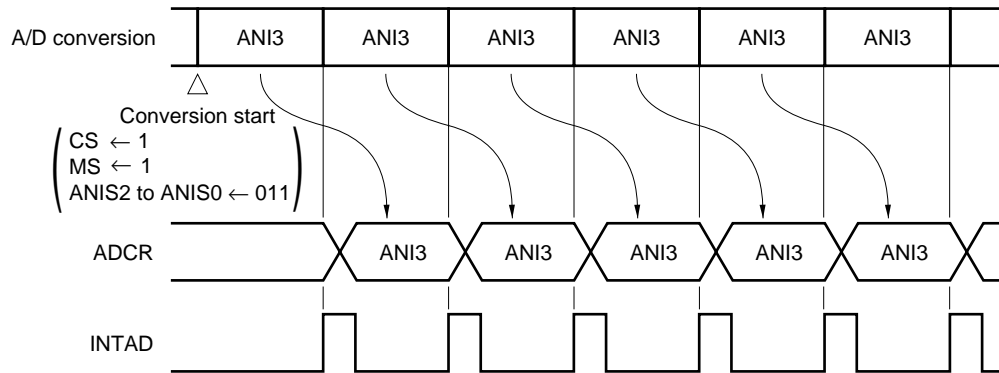 A/D conversion ANI3 ANI3 ANI3 ANI3 ANI3 ANI3
Conversion start
CS ← 1
MS ← 1
ANIS2 to ANIS0 ← 011
ADCR ANI3 ANI3 ANI3 ANI3 ANI3
INTAD